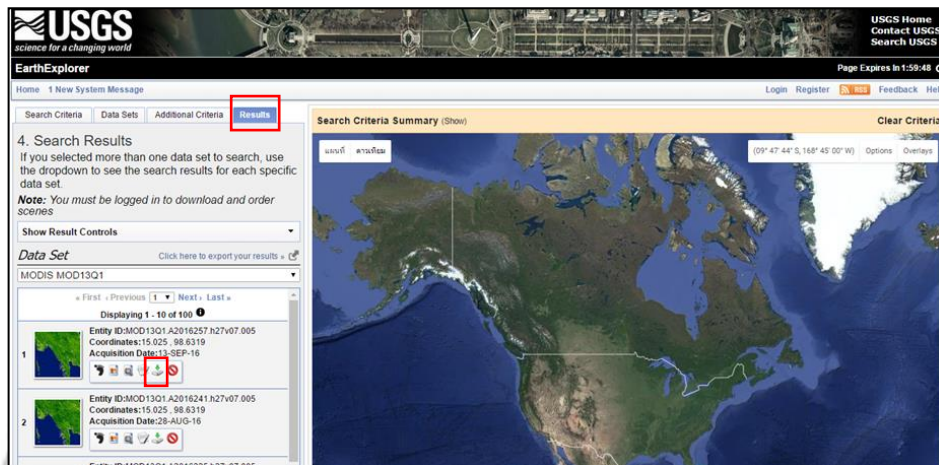 USGS
science for a changing world
USGS Home
Contact USGS
Search USGS
EarthExplorer
Page Expires In 1:59:48
Home 1 New System Message
Login Register RSS Feedback Hel
Search Criteria Data Sets Additional Criteria Results
Search Criteria Summary (Show)
Clear Criteria
4. Search Results
If you selected more than one data set to search, use
the dropdown to see the search results for each specific
data set.
Note: You must be logged in to download and order
scenes
Show Result Controls
Data Set Click here to export your results »
MODIS MOD13Q1
« First ‹ Previous 1 Next › Last »
Displaying 1 - 10 of 100
1
Entity ID:MOD13Q1.A2016257.h27v07.005
Coordinates:15.025 , 98.6319
Acquisition Date:13-SEP-16
2
Entity ID:MOD13Q1.A2016241.h27v07.005
Coordinates:15.025 , 98.6319
Acquisition Date:28-AUG-16
แผนที่ ดาวเทียม
(09° 47' 44" S, 168° 45' 00" W) Options Overlays